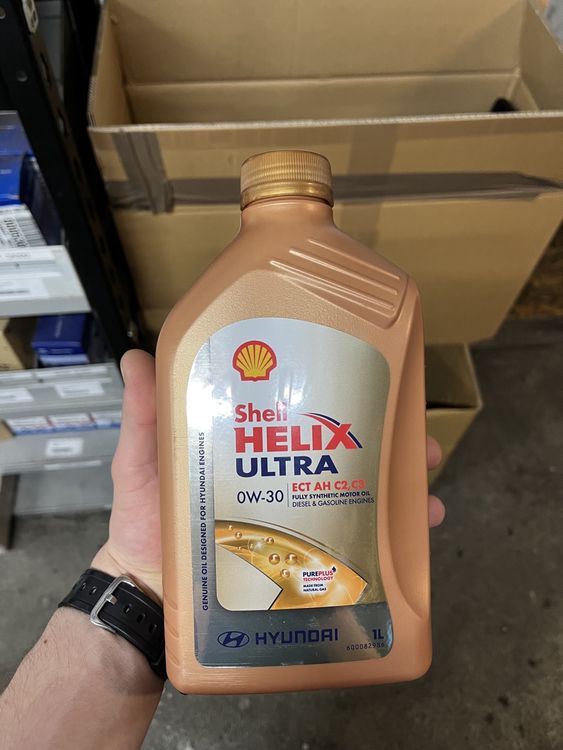 Shell
HELIX
ULTRA
0W-30
ECT AH C2,C3
FULLY SYNTHETIC MOTOR OIL
DIESEL & GASOLINE ENGINES
GENUINE OIL DESIGNED FOR HYUNDAI ENGINES
PUREPLUS
TECHNOLOGY
MADE FROM
NATURAL GAS
HYUNDAI
1L
600082986